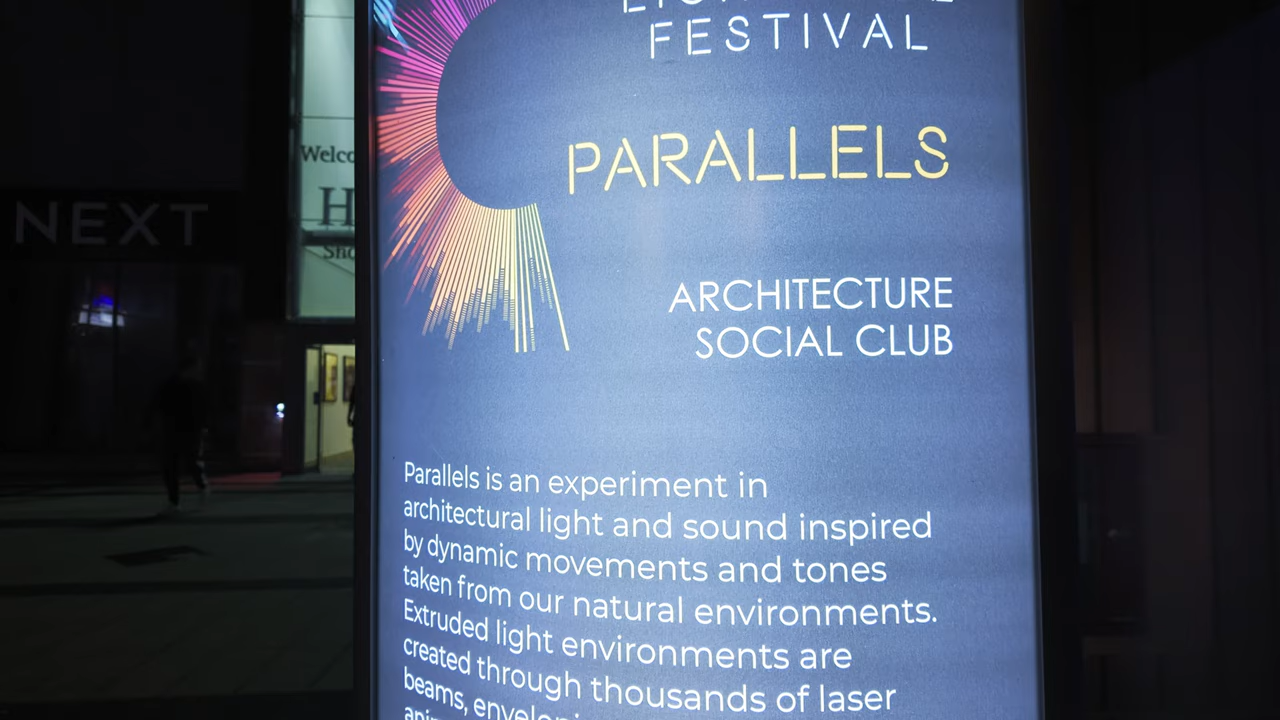 FESTIVAL
PARALLELS
ARCHITECTURE
SOCIAL CLUB
Parallels is an experiment in
architectural light and sound inspired
by dynamic movements and tones
taken from our natural environments.
Extruded light environments are
created through thousands of laser
beams,
NEXT
Welco
H